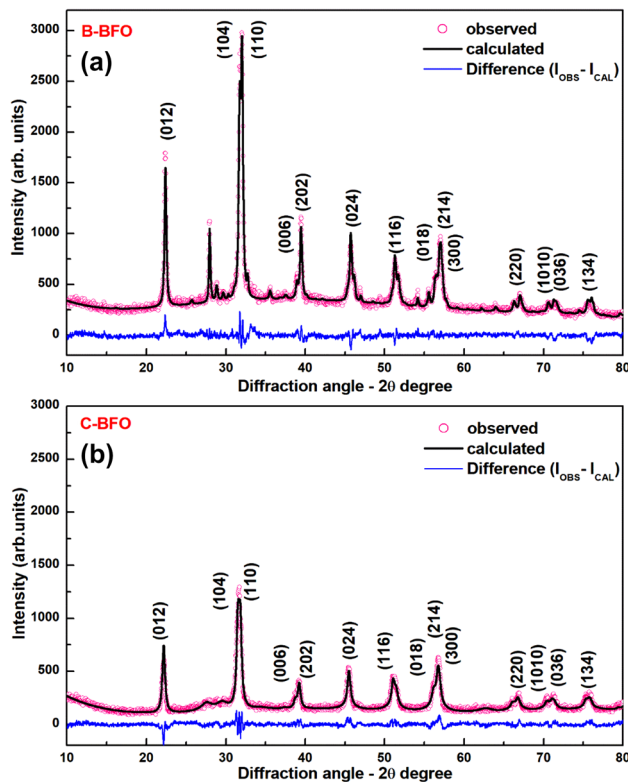 B-BFO
(a)
observed
calculated
Difference (I_OBS- I_CAL)
(012)
(104)
(110)
(006)
(202)
(024)
(116)
(018)
(214)
(300)
(220)
(1010)
(036)
(134)
Intensity (arb. units)
3000
2500
2000
1500
1000
500
0
10 20 30 40 50 60 70 80
Diffraction angle - 2θ degree
C-BFO
(b)
observed
calculated
Difference (I_OBS- I_CAL)
(012)
(104)
(110)
(006)
(202)
(024)
(116)
(018)
(214)
(300)
(220)
(1010)
(036)
(134)
Intensity (arb.units)
3000
2500
2000
1500
1000
500
0
10 20 30 40 50 60 70 80
Diffraction angle - 2θ degree